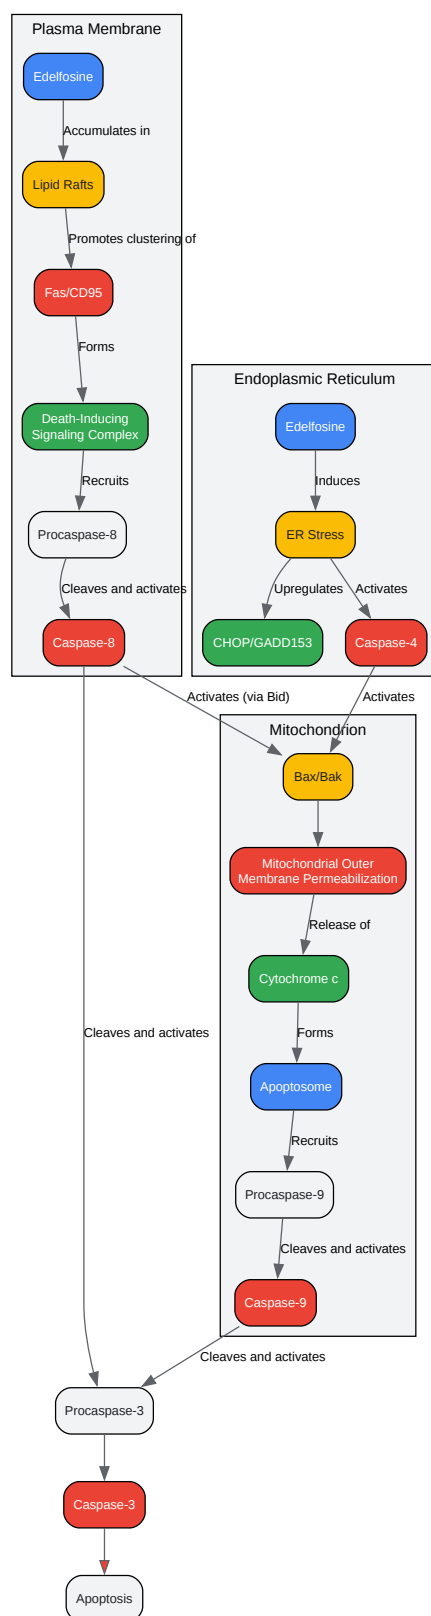 Plasma Membrane
Edelfosine
Accumulates in
Lipid Rafts
Promotes clustering of
Fas/CD95
Forms
Death-Inducing
Signaling Complex
Recruits
Procaspase-8
Cleaves and activates
Caspase-8
Endoplasmic Reticulum
Edelfosine
Induces
ER Stress
Upregulates
Activates
CHOP/GADD153
Caspase-4
Activates (via Bid)
Activates
Mitochondrion
Bax/Bak
Mitochondrial Outer
Membrane Permeabilization
Release of
Cytochrome c
Forms
Apoptosome
Recruits
Procaspase-9
Cleaves and activates
Caspase-9
Cleaves and activates
Cleaves and activates
Procaspase-3
Caspase-3
Apoptosis